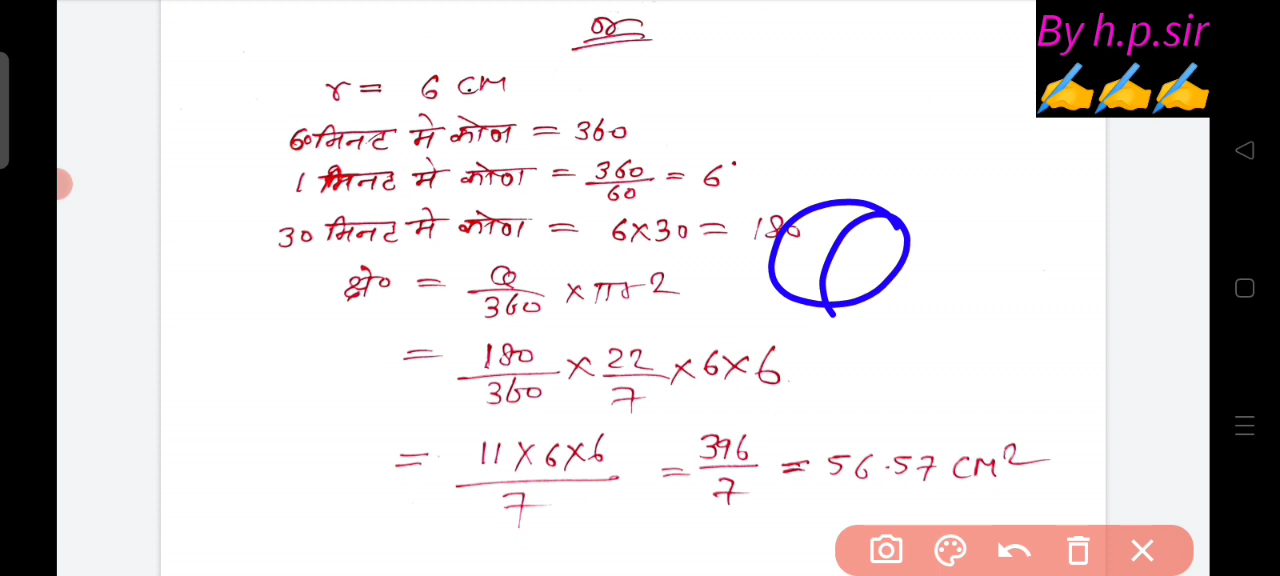 or
By h.p.sir
r = 6 CM
60 मिनट मे कोण = 360
1 मिनट मे कोण = 360/60 = 6°
30 मिनट मे कोण = 6×30 = 180
क्षे० = Q/360 × πr2
= 180/360 × 22/7 × 6×6
= 11×6×6/7 = 396/7 = 56.57 CM²